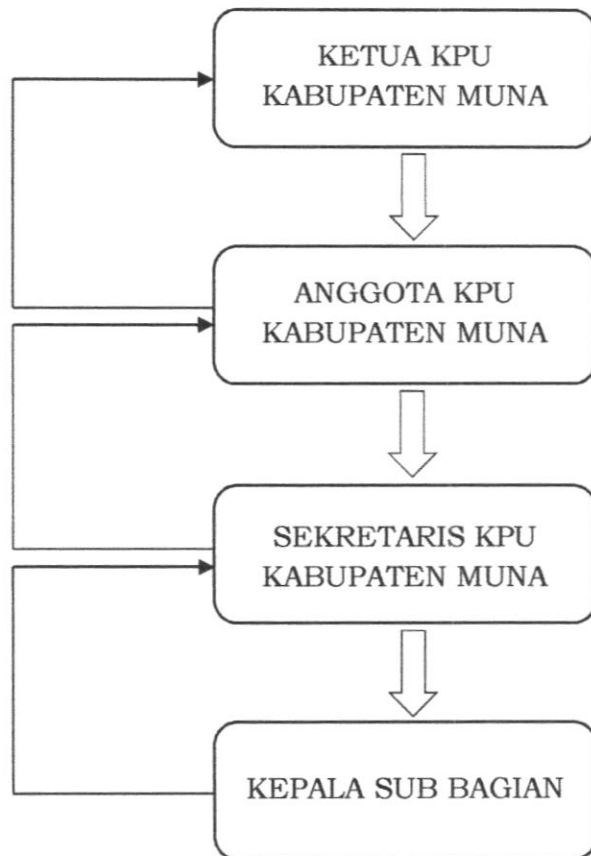 KETUA KPU
KABUPATEN MUNA
ANGGOTA KPU
KABUPATEN MUNA
SEKRETARIS KPU
KABUPATEN MUNA
KEPALA SUB BAGIAN